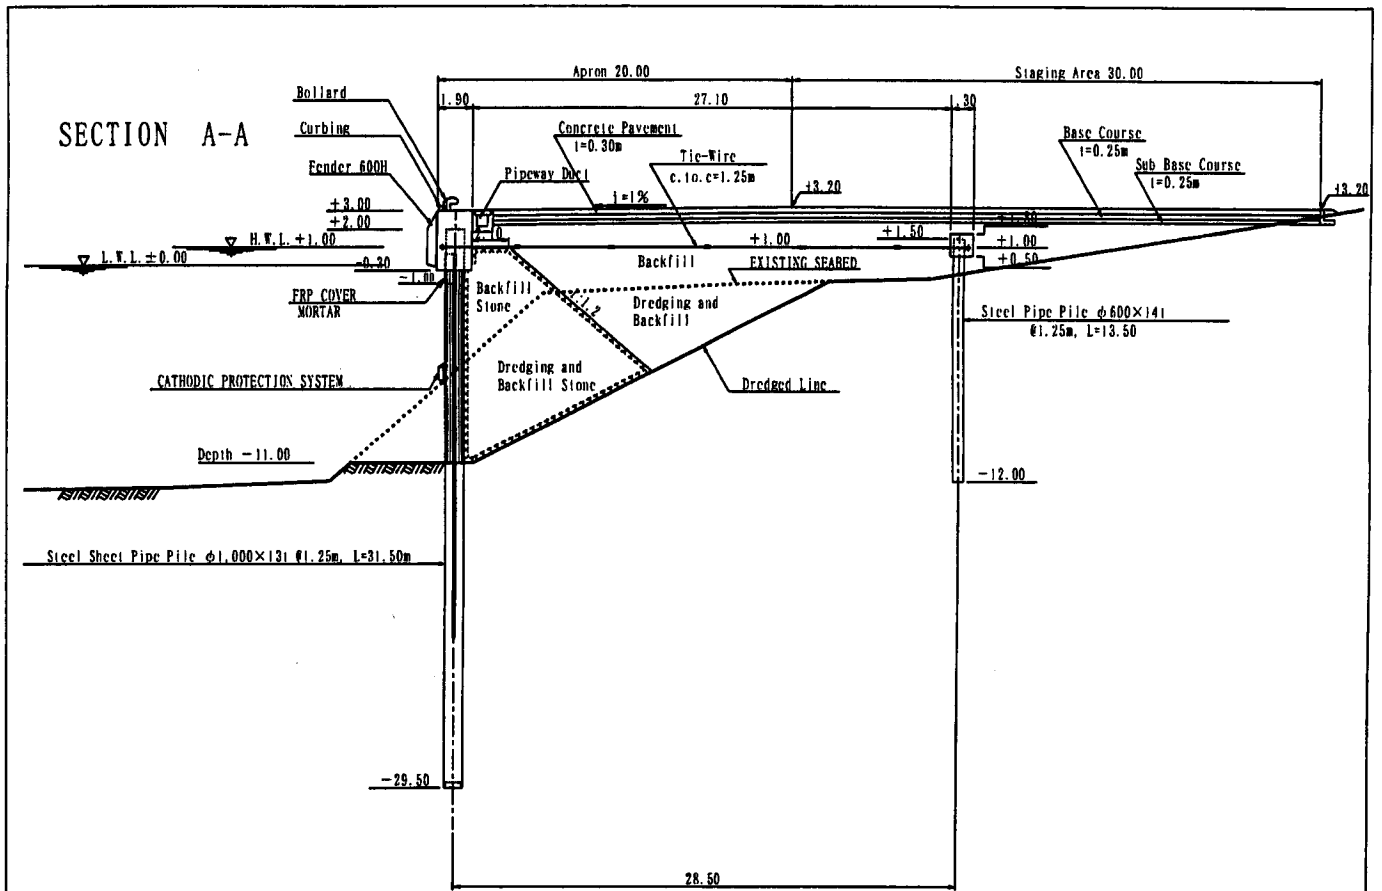 Apron 20.00
Staging Area 30.00
Bollard
1.90
27.10
1.30
SECTION A-A
Curbing
Concrete Pavement
t=0.30m
Tie-Wire
c.to.c=1.25m
Base Course
t=0.25m
Sub Base Course
t=0.25m
Fender 600H
Pipeway Duct
i=1%
+3.20
+3.20
+3.00
+2.00
H.W.L. +1.00
+1.00
+1.50
+1.00
+0.50
L.W.L. ±0.00
-0.30
-1.00
Backfill
EXISTING SEABED
FRP COVER
MORTAR
Backfill
Stone
1:1.2
Dredging and
Backfill
Steel Pipe Pile φ600×14t
@1.25m, L=13.50
CATHODIC PROTECTION SYSTEM
Dredging and
Backfill Stone
Dredged Line
Depth -11.00
-12.00
Steel Sheet Pipe Pile φ1,000×13t @1.25m, L=31.50m
-29.50
28.50